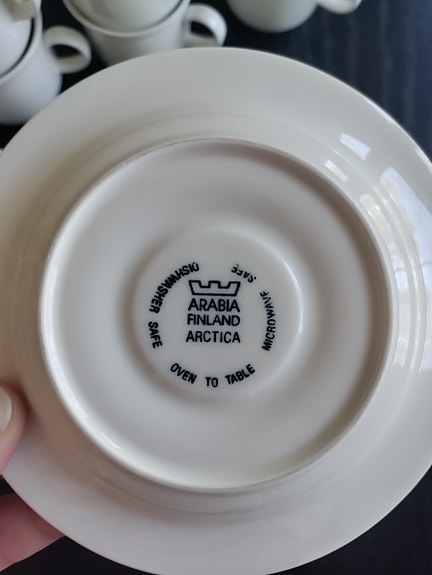 ARABIA
FINLAND
ARCTICA
DISHWASHER SAFE
OVEN TO TABLE
MICROWAVE SAFE